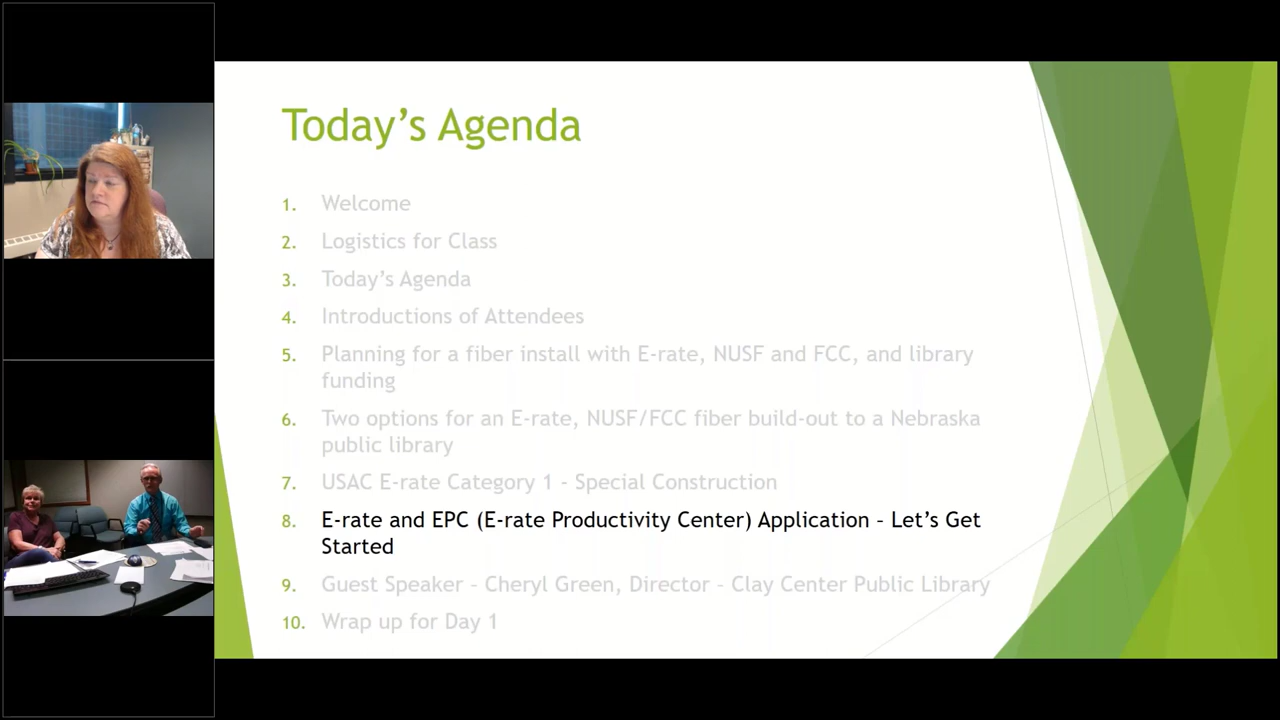 Today's Agenda
1. Welcome
2. Logistics for Class
3. Today's Agenda
4. Introductions of Attendees
5. Planning for a fiber install with E-rate, NUSF and FCC, and library
funding
6. Two options for an E-rate, NUSF/FCC fiber build-out to a Nebraska
public library
7. USAC E-rate Category 1 - Special Construction
8. E-rate and EPC (E-rate Productivity Center) Application – Let's Get
Started
9. Guest Speaker – Cheryl Green, Director – Clay Center Public Library
10. Wrap up for Day 1